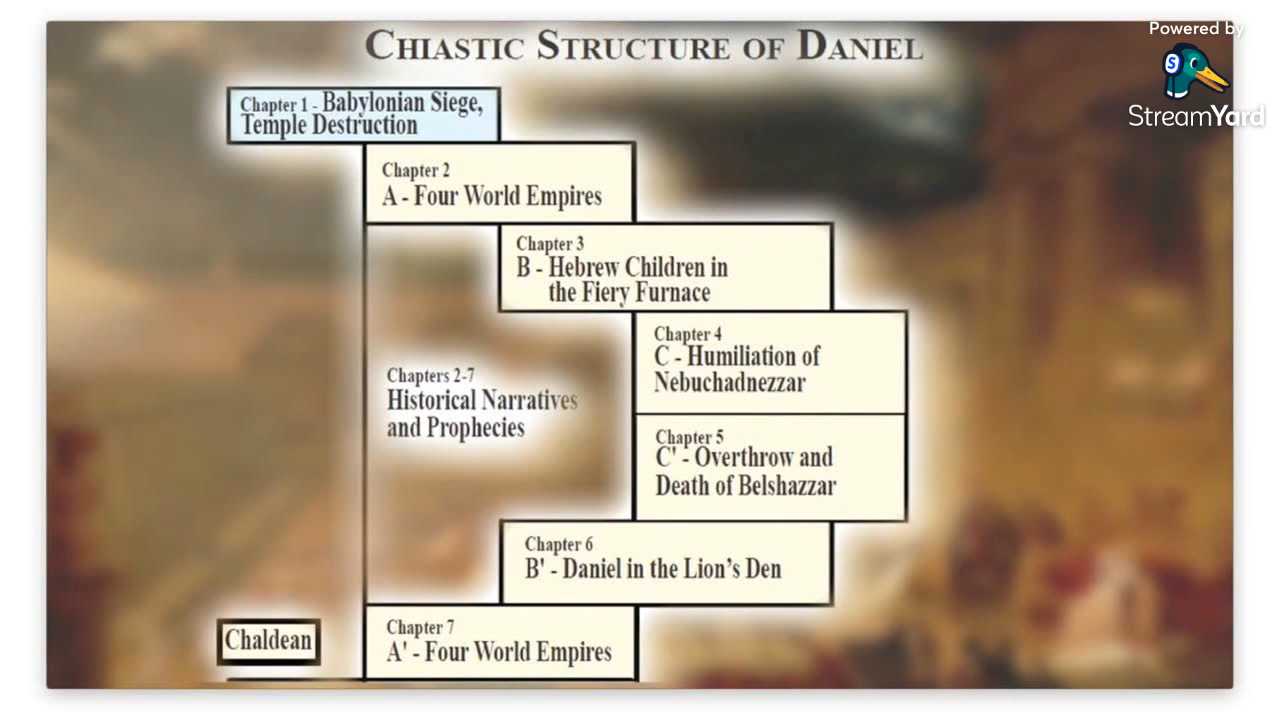 Powered by
StreamYard
CHIASTIC STRUCTURE OF DANIEL
Chapter 1 - Babylonian Siege,
Temple Destruction
Chapter 2
A - Four World Empires
Chapter 3
B - Hebrew Children in
the Fiery Furnace
Chapter 4
C - Humiliation of
Nebuchadnezzar
Chapters 2-7
Historical Narratives
and Prophecies
Chapter 5
C' - Overthrow and
Death of Belshazzar
Chapter 6
B' - Daniel in the Lion’s Den
Chaldean
Chapter 7
A' - Four World Empires